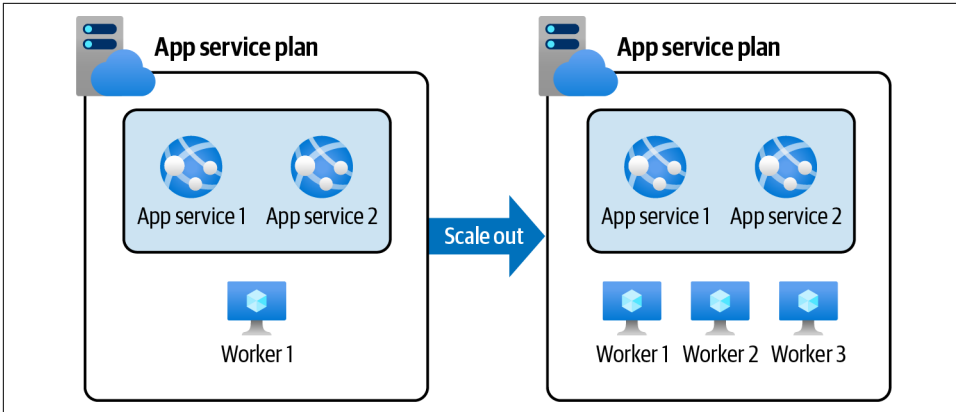 App service plan
App service 1
App service 2
Worker 1
Scale out
App service plan
App service 1
App service 2
Worker 1
Worker 2
Worker 3